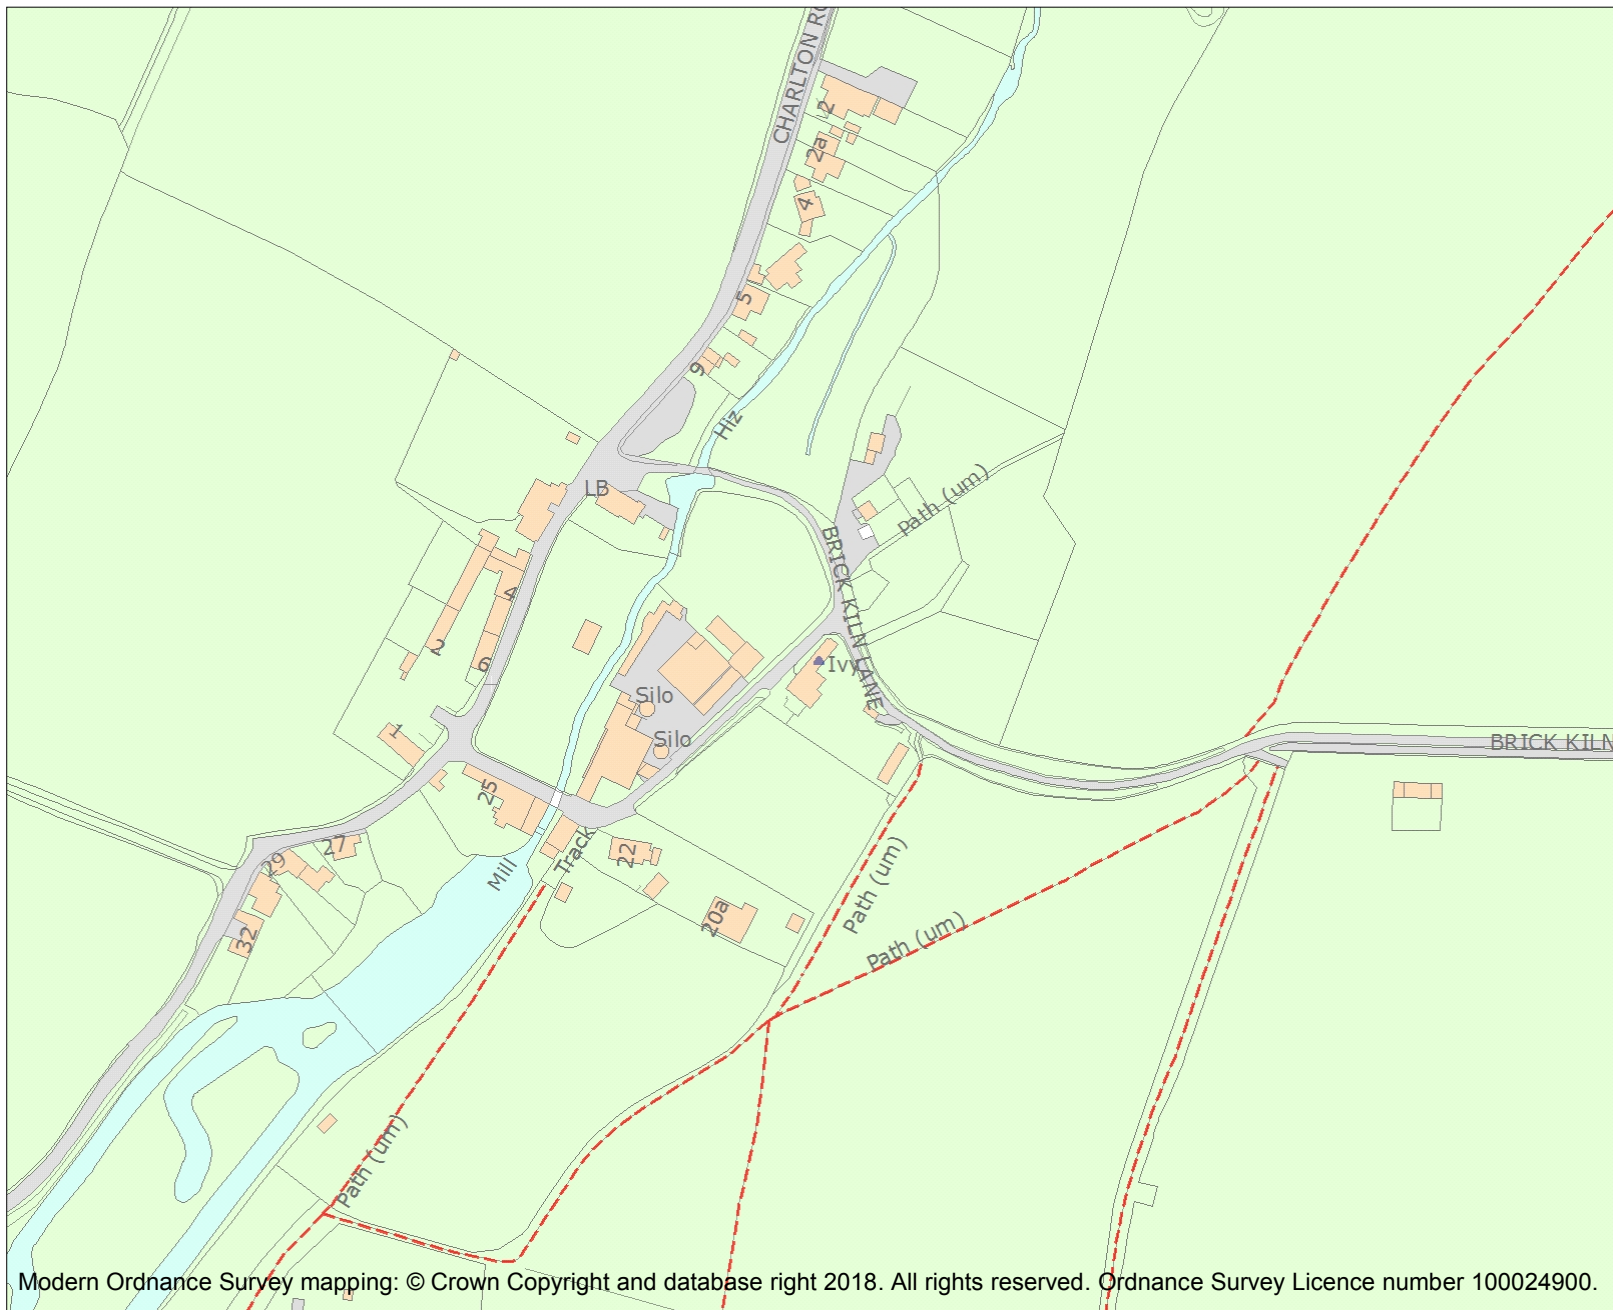 CHARLTON RO
2
2a
4
5
9
Hiz
LB
Path (um)
BRICK KILN LANE
4
2
6
Ivy
Silo
1
Silo
BRICK KILN
25
27
29
Mill
Track
22
20a
32
Path (um)
Path (um)
Path (um)
Modern Ordnance Survey mapping: © Crown Copyright and database right 2018. All rights reserved. Ordnance Survey Licence number 100024900.